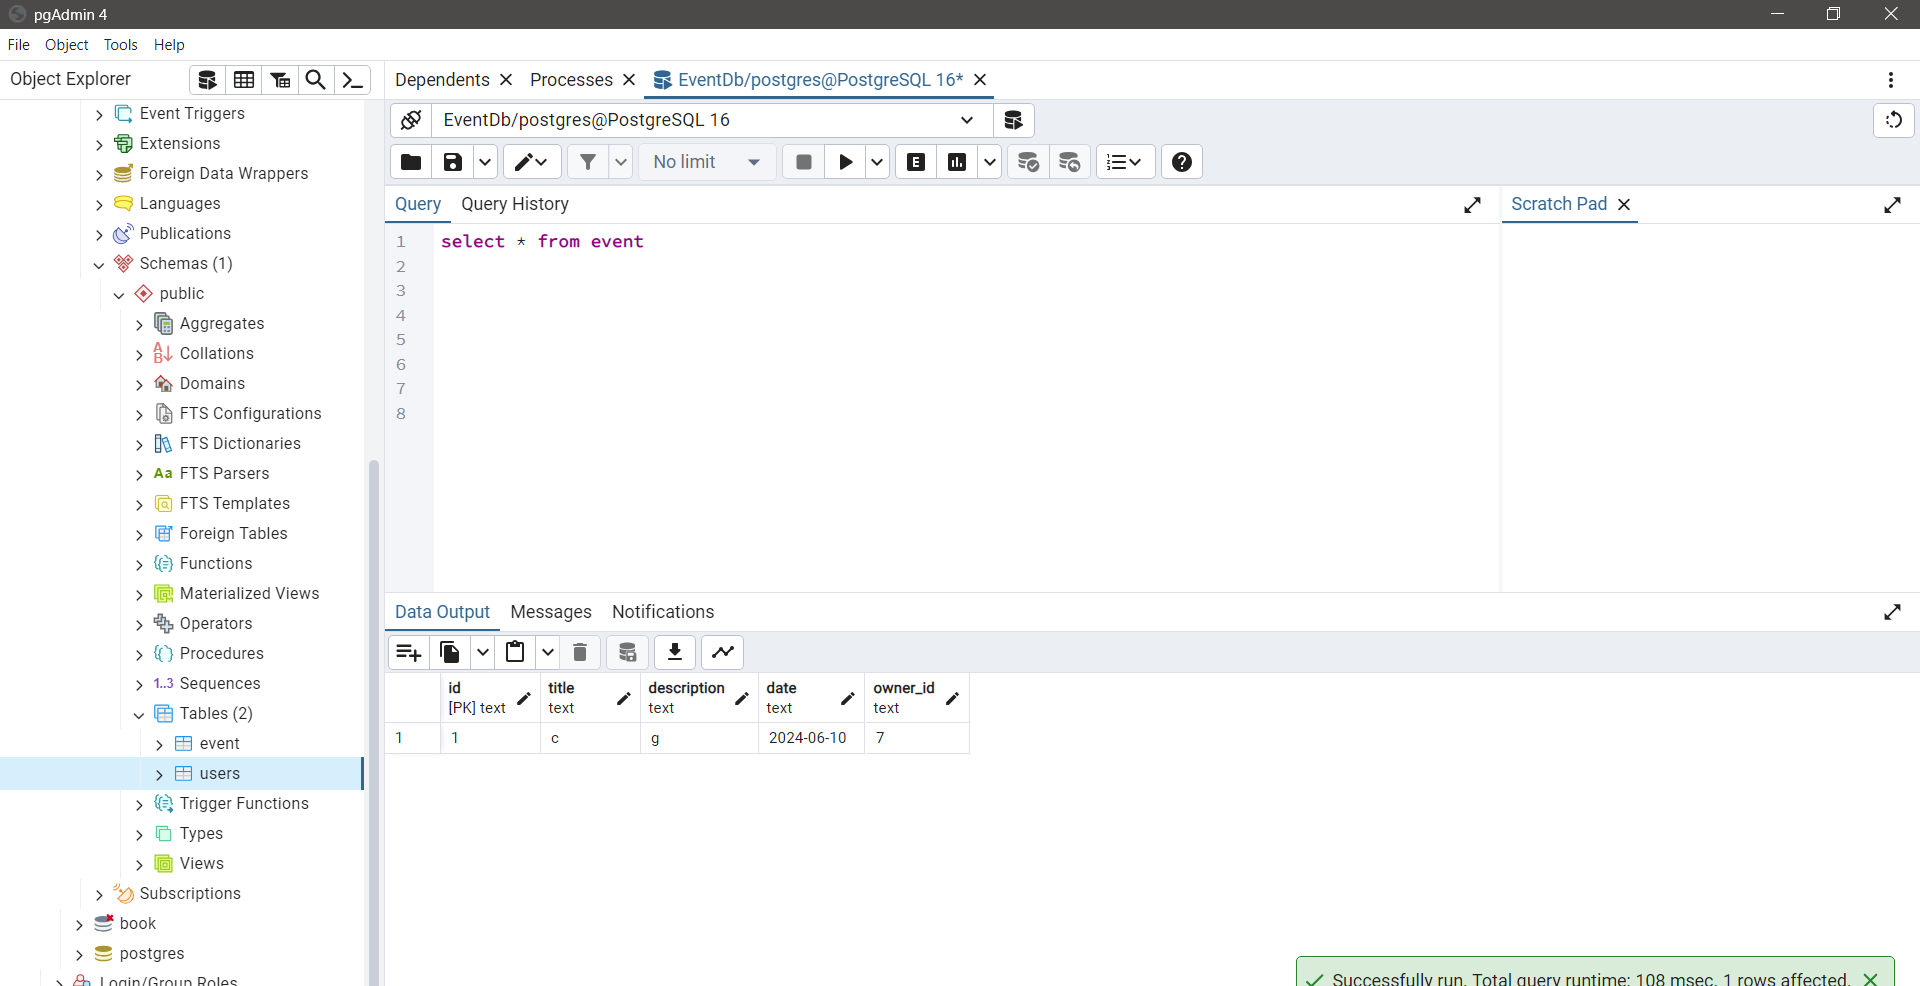 pgAdmin 4
File Object Tools Help
Object Explorer
Dependents Processes EventDb/postgres@PostgreSQL 16*
Event Triggers
Extensions
Foreign Data Wrappers
Languages
Publications
Schemas (1)
public
Aggregates
Collations
Domains
FTS Configurations
FTS Dictionaries
Aa FTS Parsers
FTS Templates
Foreign Tables
Functions
Materialized Views
Operators
Procedures
1..3 Sequences
Tables (2)
event
users
Trigger Functions
Types
Views
Subscriptions
book
postgres
Login/Group Roles
EventDb/postgres@PostgreSQL 16
No limit
E
Query Query History
Scratch Pad
1 select * from event
2
3
4
5
6
7
8
Data Output Messages Notifications
id title description date owner_id
[PK] text text text text text
1 1 c g 2024-06-10 7
Successfully run. Total query runtime: 108 msec. 1 rows affected.